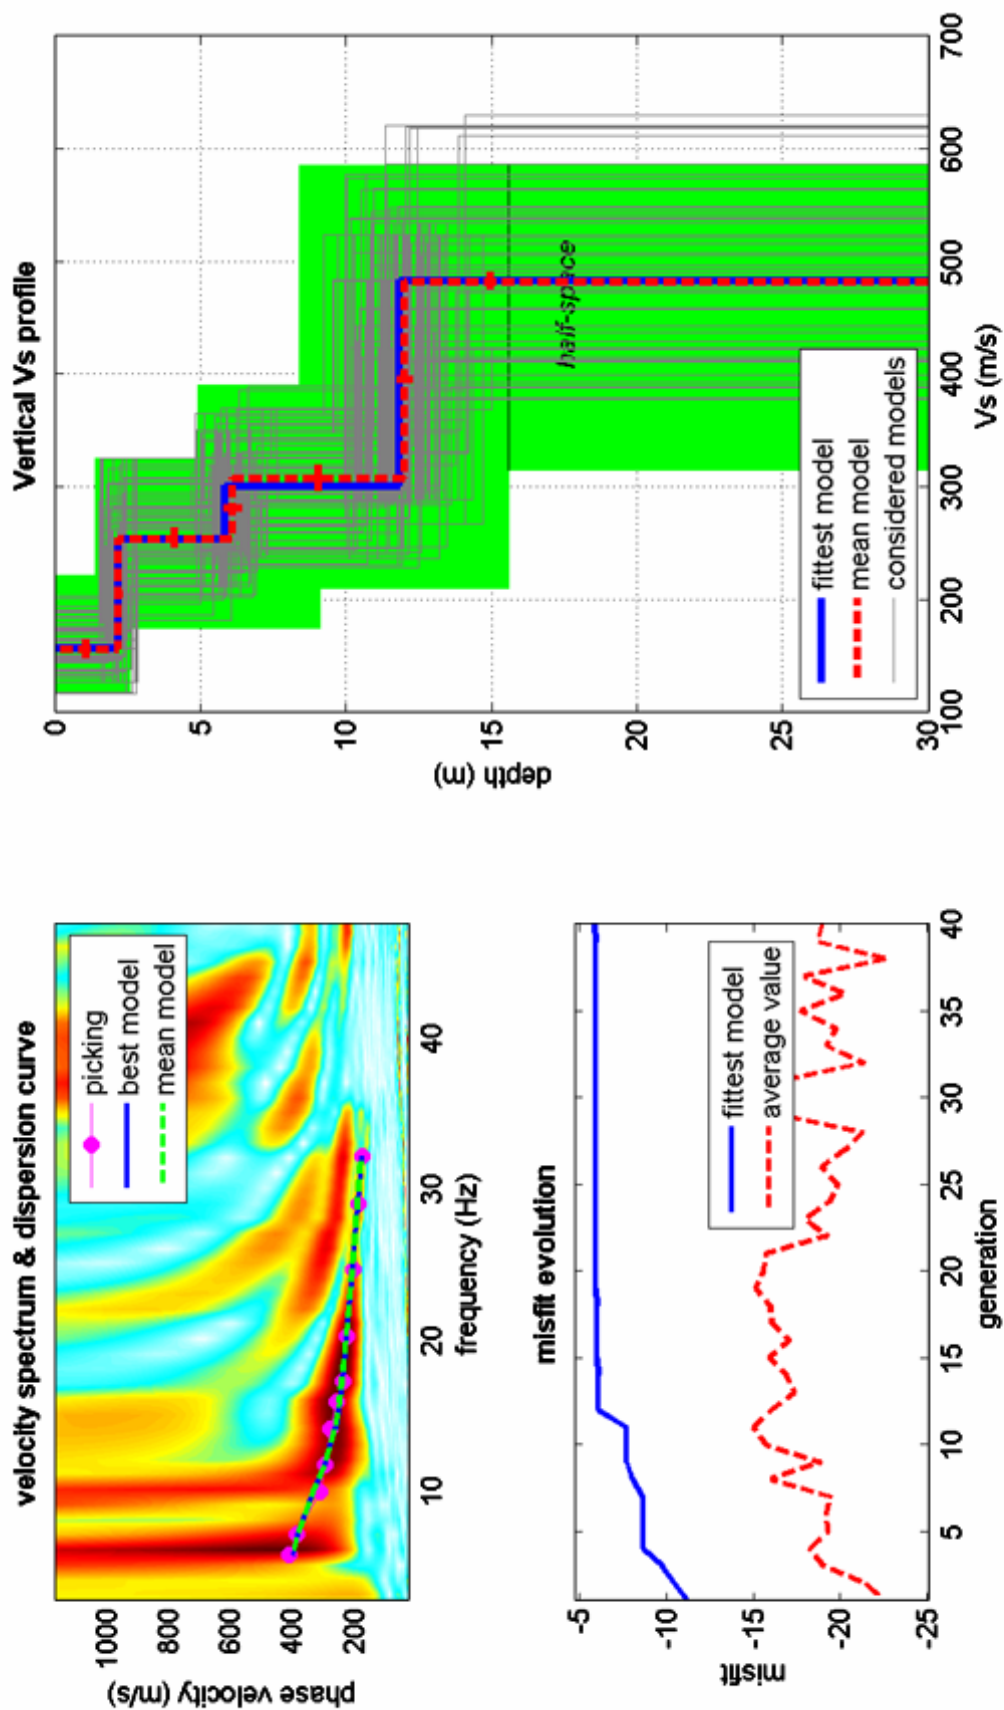 velocity spectrum & dispersion curve
picking
best model
mean model
phase velocity (m/s)
1000
800
600
400
200
10
20
30
40
frequency (Hz)
misfit evolution
fittest model
average value
misfit
-5
-10
-15
-20
-25
5
10
15
20
25
30
35
40
generation
Vertical Vs profile
depth (m)
0
5
10
15
20
25
30
half-space
fittest model
mean model
considered models
100
200
300
400
500
600
700
Vs (m/s)